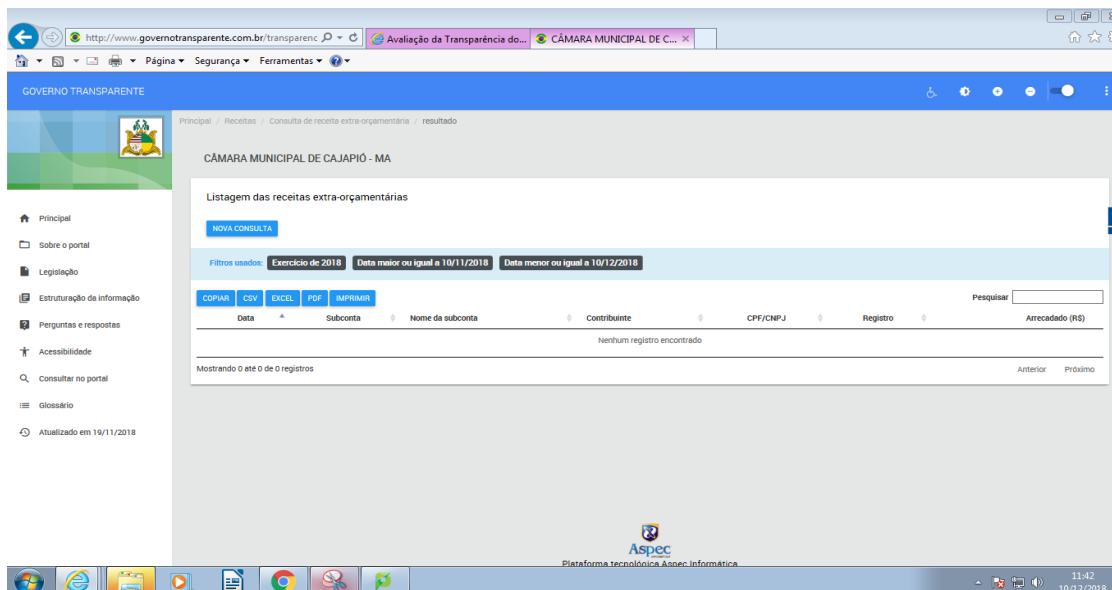 http://www.governotransparente.com.br/transparenc
Avaliação da Transparência do...
CÂMARA MUNICIPAL DE C...
Página Segurança Ferramentas
GOVERNO TRANSPARENTE
Principal / Receitas / Consulta de receita extra-orçamentária / resultado
CÂMARA MUNICIPAL DE CAJAPIÓ - MA
Listagem das receitas extra-orçamentárias
NOVA CONSULTA
Filtros usados: Exercício de 2018 Data maior ou igual a 10/11/2018 Data menor ou igual a 10/12/2018
COPIAR CSV EXCEL PDF IMPRIMIR Pesquisar
Data Subconta Nome da subconta Contribuinte CPF/CNPJ Registro Arrecadado (R$)
Nenhum registro encontrado
Mostrando 0 até 0 de 0 registros Anterior Próximo
Principal
Sobre o portal
Legislação
Estruturação da informação
Perguntas e respostas
Acessibilidade
Consultar no portal
Glossário
Atualizado em 19/11/2018
Aspec
Plataforma tecnológica Aspec Informática
11:42
10/12/2018